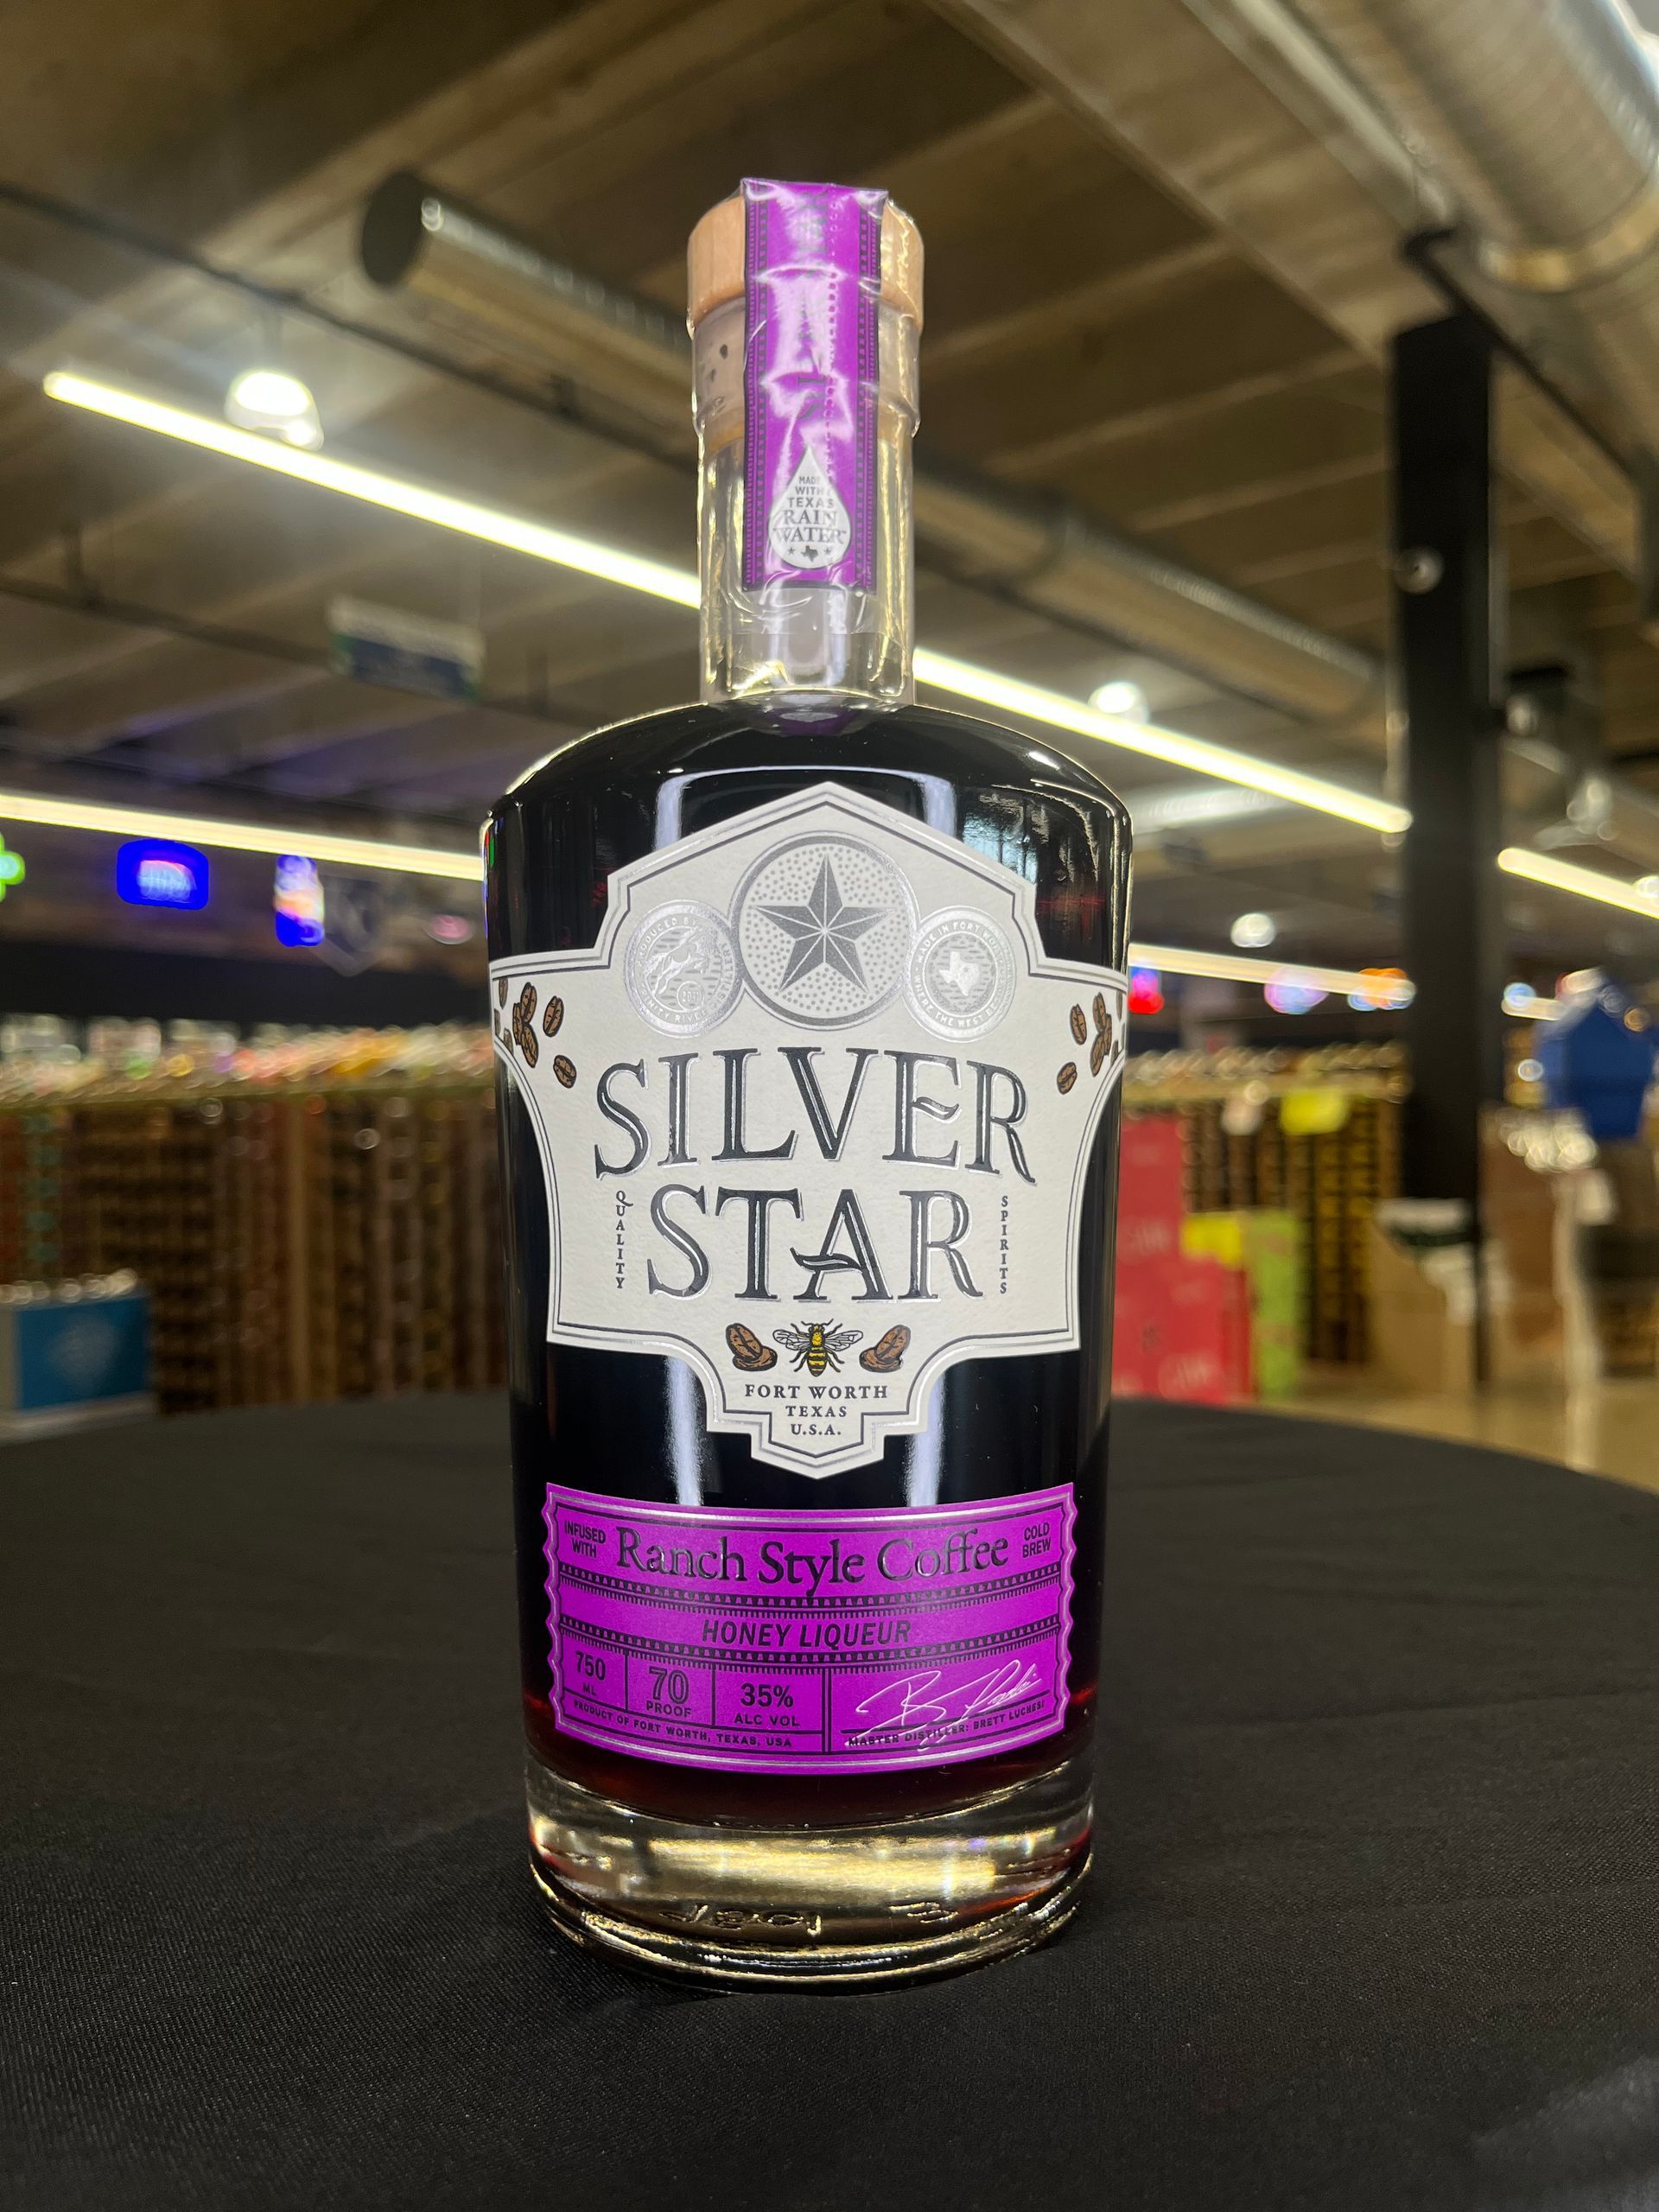 MADE
WITH
TEXAS
RAIN
WATER
SILVER
QUALITY
STAR
SPIRITS
FORT WORTH
TEXAS
U.S.A.
INFUSED
WITH
Ranch Style Coffee
COLD
BREW
HONEY LIQUEUR
750
ML
70
PROOF
35%
ALC VOL
PRODUCT OF FORT WORTH, TEXAS, USA
MASTER DISTILLER: BRETT LUCHESI